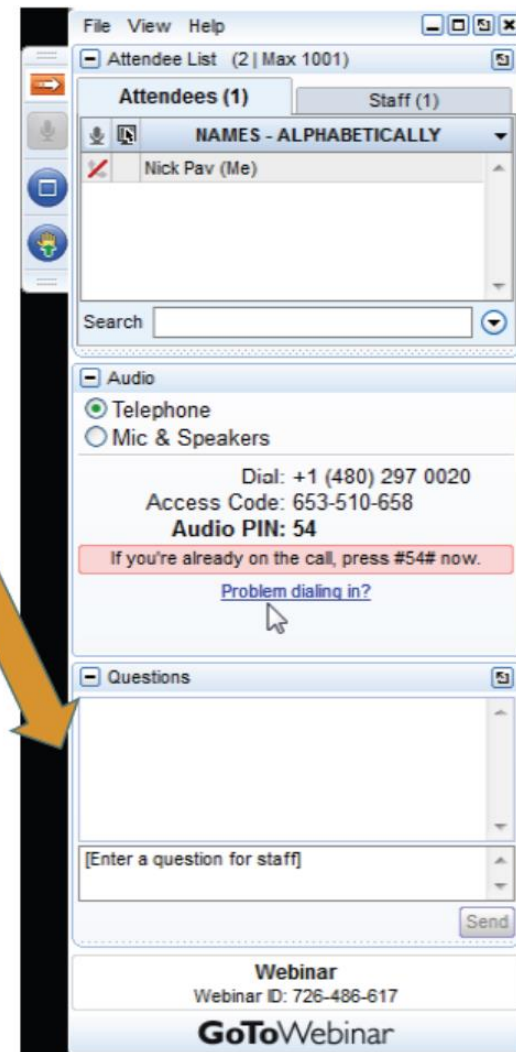 File View Help
Attendee List (2 | Max 1001)
Attendees (1) Staff (1)
NAMES - ALPHABETICALLY
Nick Pav (Me)
Search
Audio
Telephone
Mic & Speakers
Dial: +1 (480) 297 0020
Access Code: 653-510-658
Audio PIN: 54
If you're already on the call, press #54# now.
Problem dialing in?
Questions
[Enter a question for staff]
Send
Webinar
Webinar ID: 726-486-617
GoToWebinar